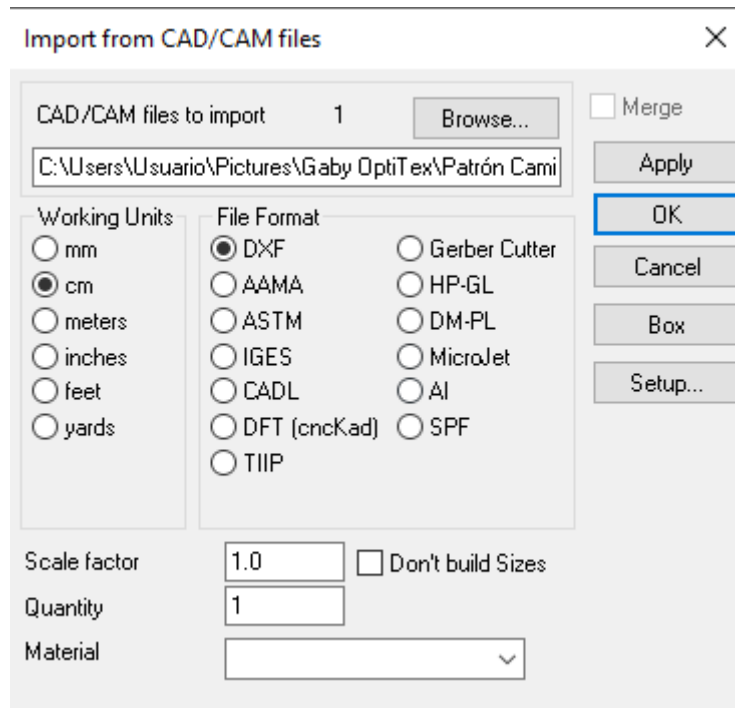 Import from CAD/CAM files
CAD/CAM files to import 1 Browse...
C:\Users\Usuario\Pictures\Gaby OptiTex\Patrón Cami
Merge
Apply
OK
Cancel
Box
Setup...
Working Units
mm
cm
meters
inches
feet
yards
File Format
DXF
AAMA
ASTM
IGES
CADL
DFT (cncKad)
TIIP
Gerber Cutter
HP-GL
DM-PL
MicroJet
AI
SPF
Scale factor 1.0 Don't build Sizes
Quantity 1
Material